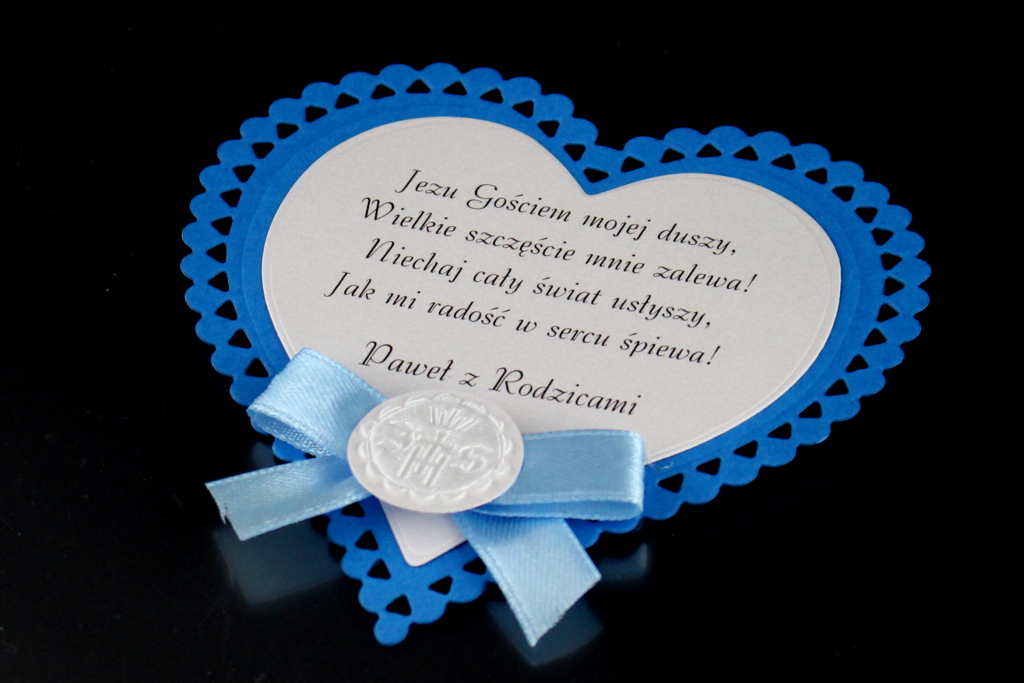 Jezu Gościem mojej duszy,
Wielkie szczęście mnie zalewa!
Niechaj cały świat usłyszy,
Jak mi radość w sercu śpiewa!
Paweł z Rodzicami
IHS